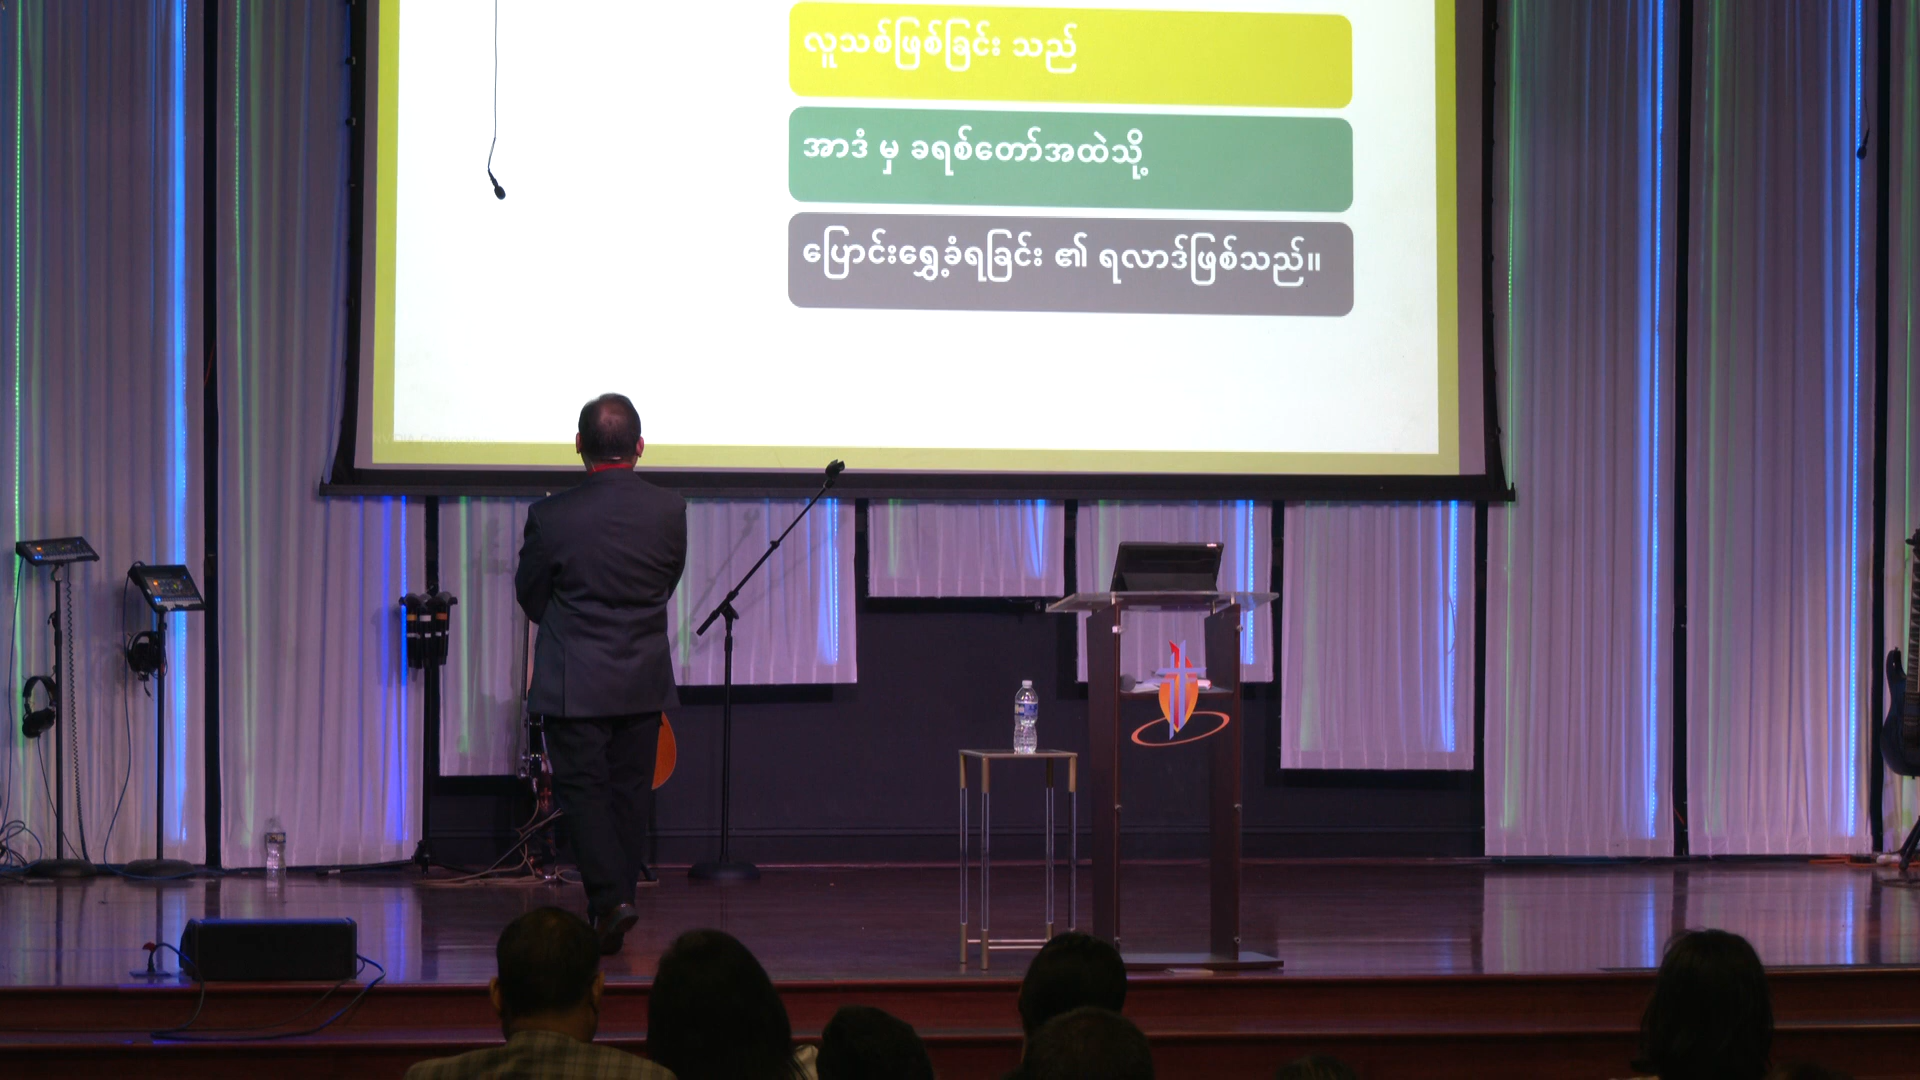 လူသစ်ဖြစ်ခြင်း သည်
အာဒံ မှ ခရစ်တော်အထဲသို့
ပြောင်းရွှေ့ခံရခြင်း ၏ ရလာဒ်ဖြစ်သည်။